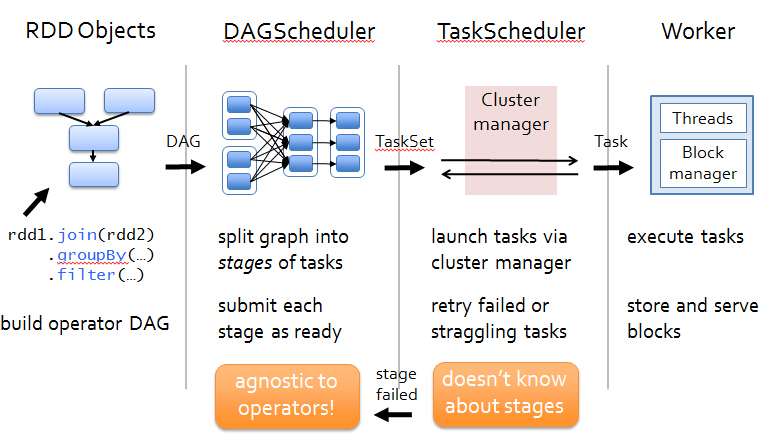 RDD Objects
build operator DAG
rdd1.join(rdd2)
.groupBy(…)
.filter(…)
DAG
DAGScheduler
split graph into
stages of tasks
submit each
stage as ready
agnostic to
operators!
TaskSet
TaskScheduler
Cluster
manager
launch tasks via
cluster manager
retry failed or
straggling tasks
doesn’t know
about stages
stage
failed
Task
Worker
Threads
Block
manager
execute tasks
store and serve
blocks